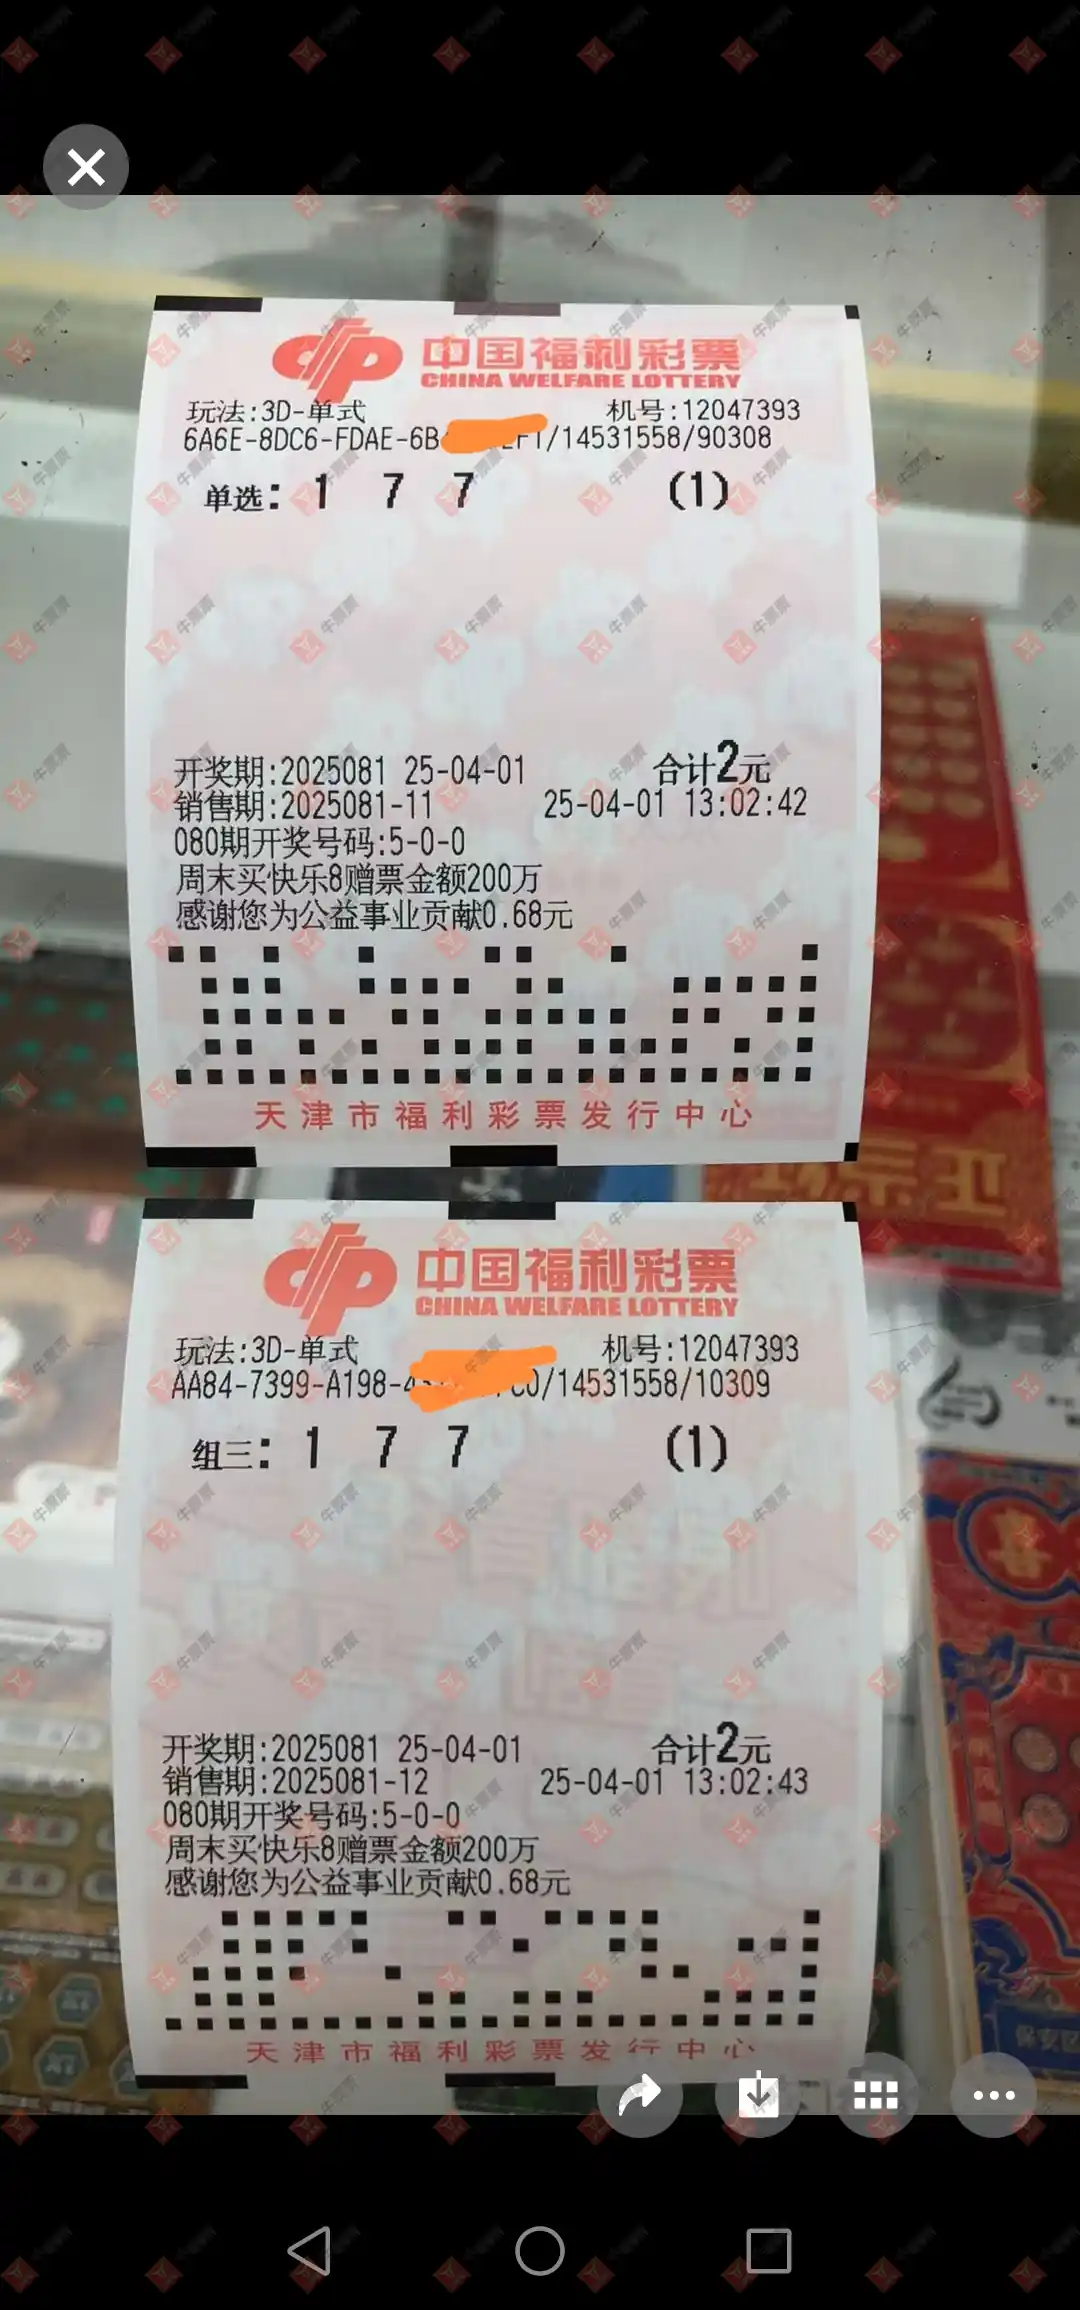 中国福利彩票
CHINA WELFARE LOTTERY
玩法:3D-单式 机号:12047393
6A6E-8DC6-FDAE-6B EF1/14531558/90308
单选: 1 7 7 (1)
开奖期:2025081 25-04-01 合计2元
销售期:2025081-11 25-04-01 13:02:42
080期开奖号码:5-0-0
周末买快乐8赠票金额200万
感谢您为公益事业贡献0.68元
天津市福利彩票发行中心
中国福利彩票
CHINA WELFARE LOTTERY
玩法:3D-单式 机号:12047393
AA84-7399-A198- C0/14531558/10309
组三: 1 7 7 (1)
开奖期:2025081 25-04-01 合计2元
销售期:2025081-12 25-04-01 13:02:43
080期开奖号码:5-0-0
周末买快乐8赠票金额200万
感谢您为公益事业贡献0.68元
天津市福利彩票发行中心
正宗
牛票票